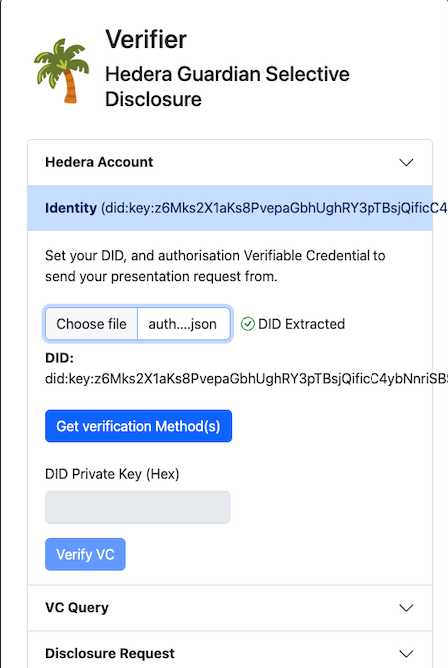 Verifier
Hedera Guardian Selective
Disclosure
Hedera Account
Identity (did:key:z6Mks2X1aKs8PvepaGbhUghRY3pTBsjQificC4
Set your DID, and authorisation Verifiable Credential to
send your presentation request from.
Choose file auth....json DID Extracted
DID:
did:key:z6Mks2X1aKs8PvepaGbhUghRY3pTBsjQificC4ybNnriSB
Get verification Method(s)
DID Private Key (Hex)
Verify VC
VC Query
Disclosure Request